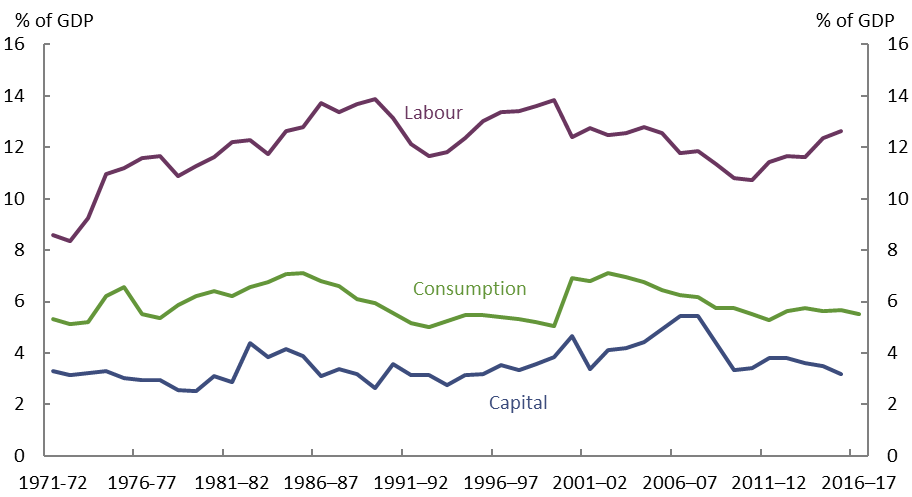 % of GDP % of GDP
16 16
14 14
Labour
12 12
10 10
8 8
Consumption
6 6
4 4
Capital
2 2
0 0
1971-72 1976-77 1981–82 1986–87 1991–92 1996–97 2001–02 2006–07 2011–12 2016–17